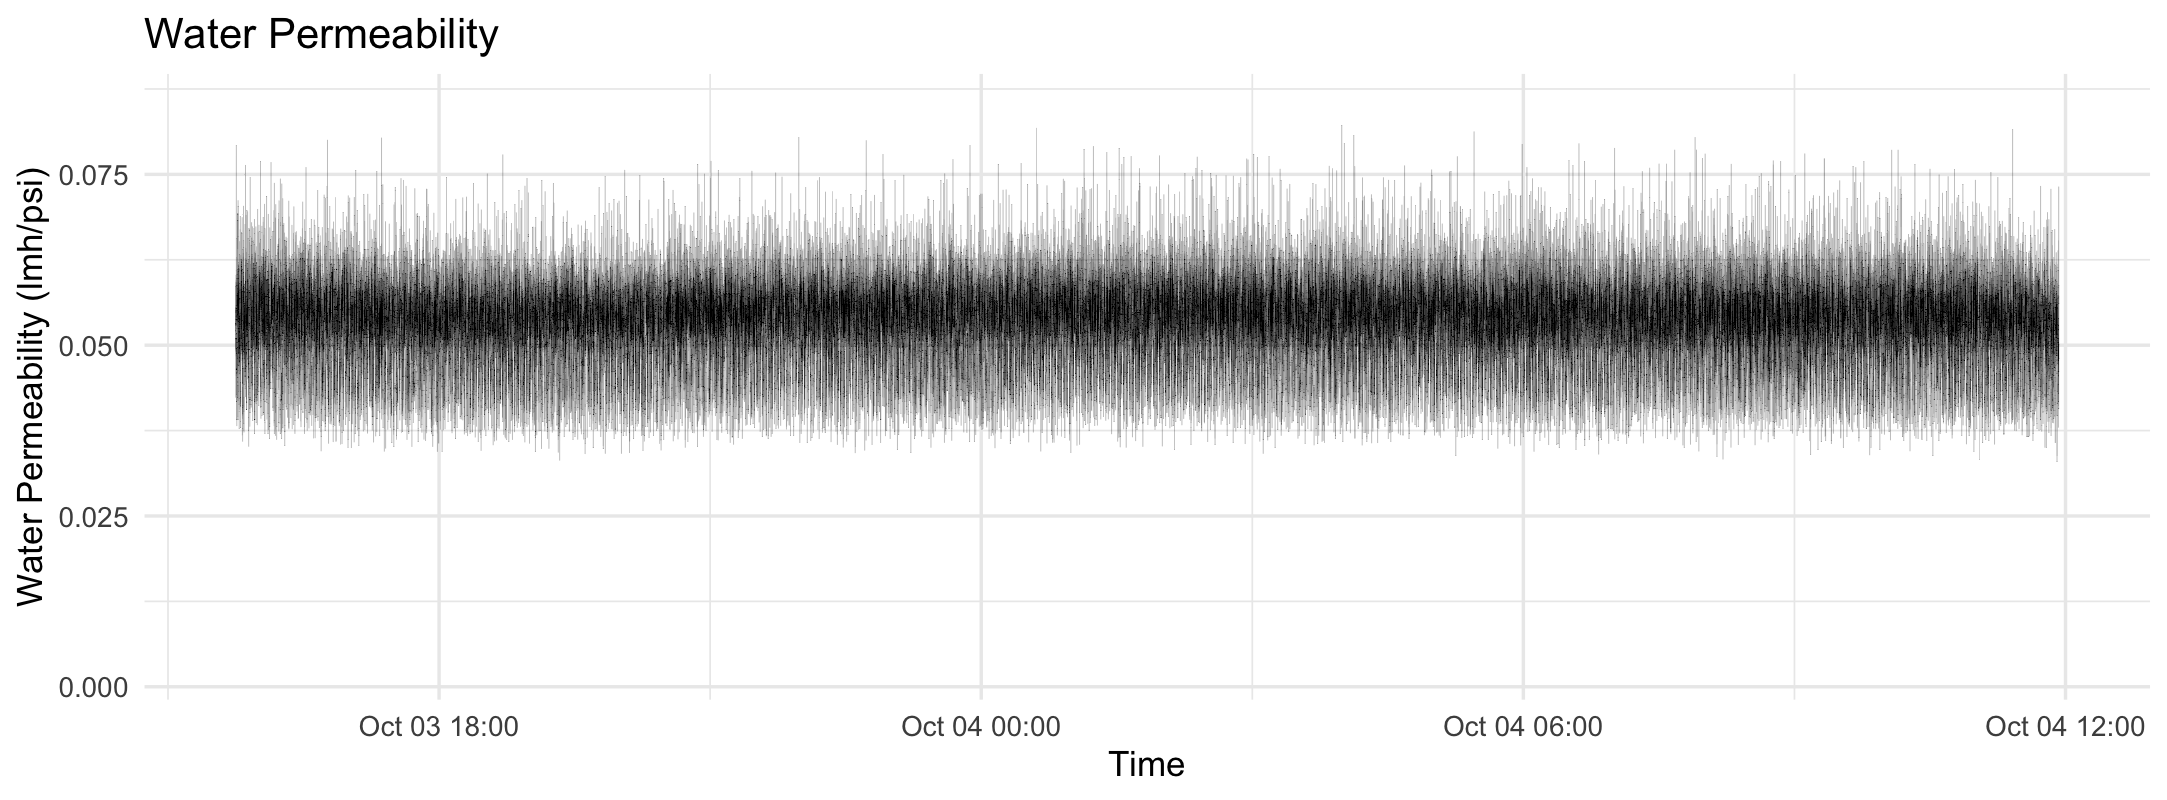 Water Permeability
Water Permeability (lmh/psi)
0.075
0.050
0.025
0.000
Oct 03 18:00
Oct 04 00:00
Oct 04 06:00
Oct 04 12:00
Time